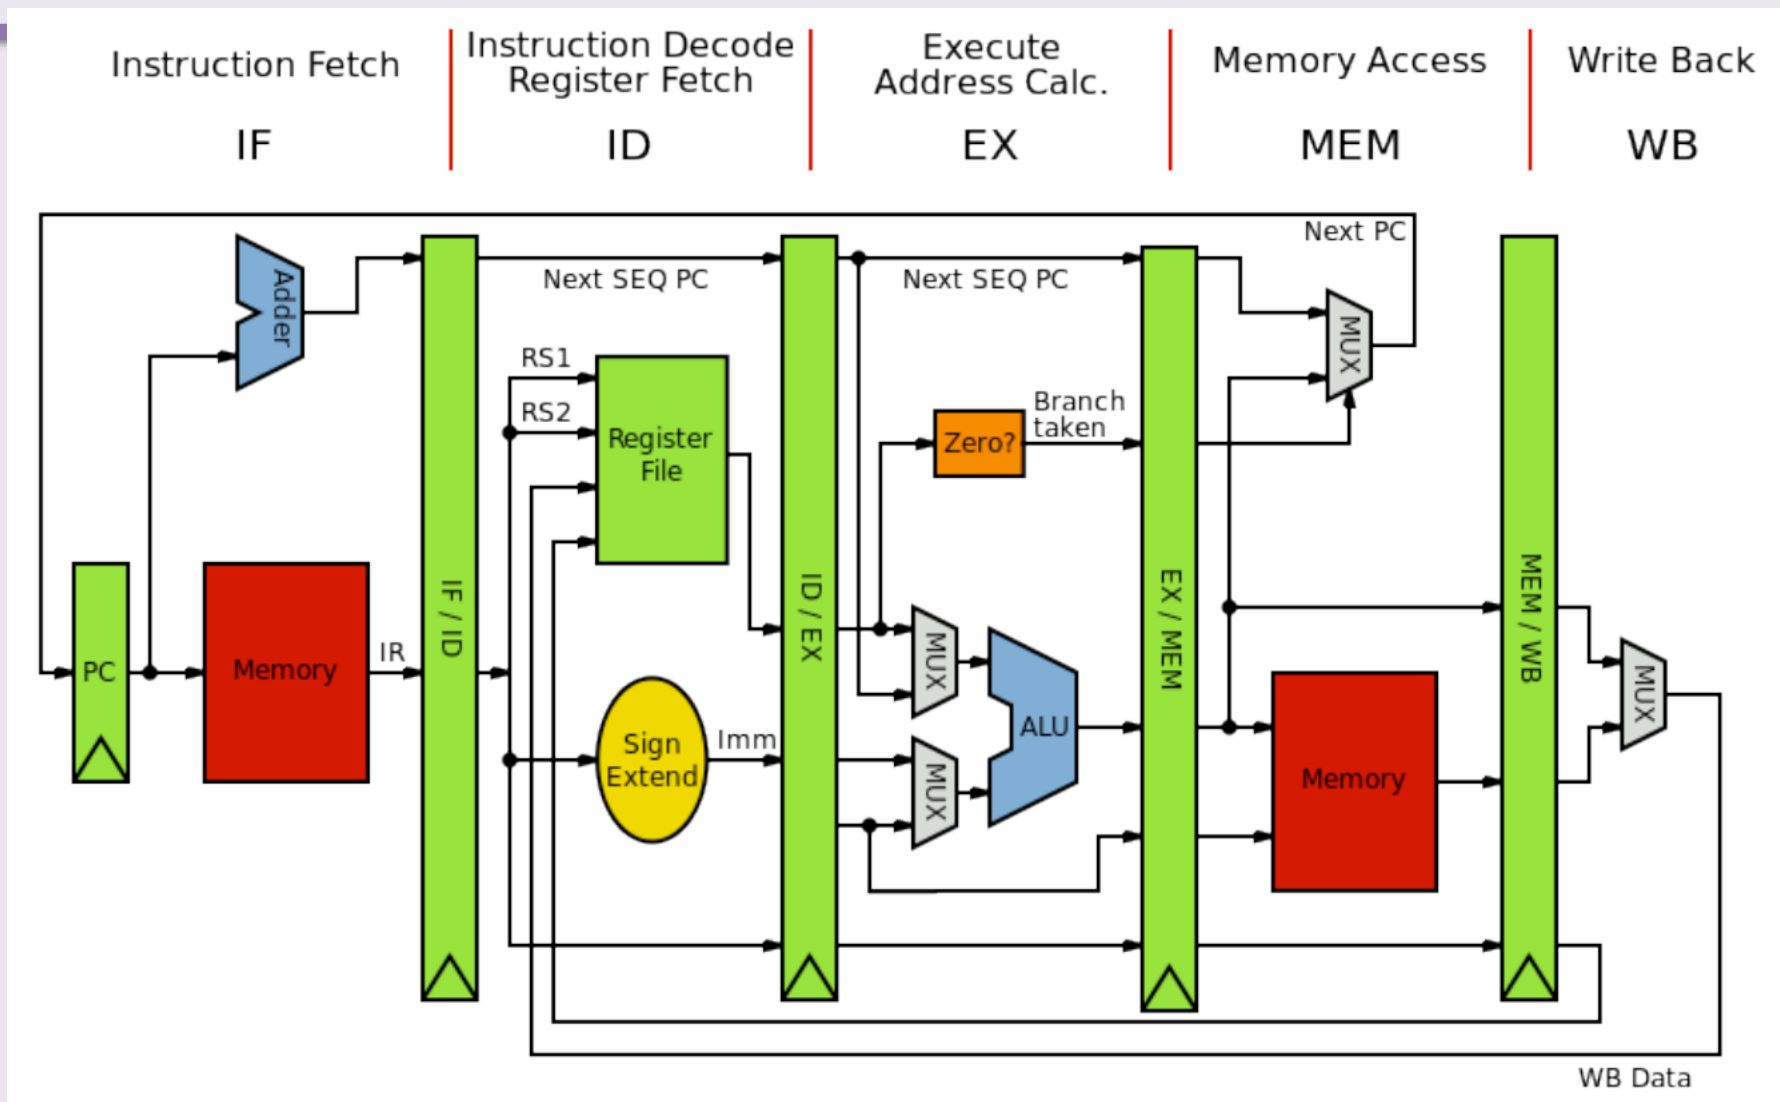 Instruction Fetch
Instruction Decode
Register Fetch
Execute
Address Calc.
Memory Access
Write Back
IF
ID
EX
MEM
WB
Next PC
Adder
Next SEQ PC
Next SEQ PC
MUX
RS1
RS2
Register
File
Branch
taken
Zero?
IF / ID
ID / EX
EX / MEM
MEM / WB
PC
Memory
IR
MUX
ALU
MUX
Sign
Extend
Imm
MUX
Memory
MUX
WB Data